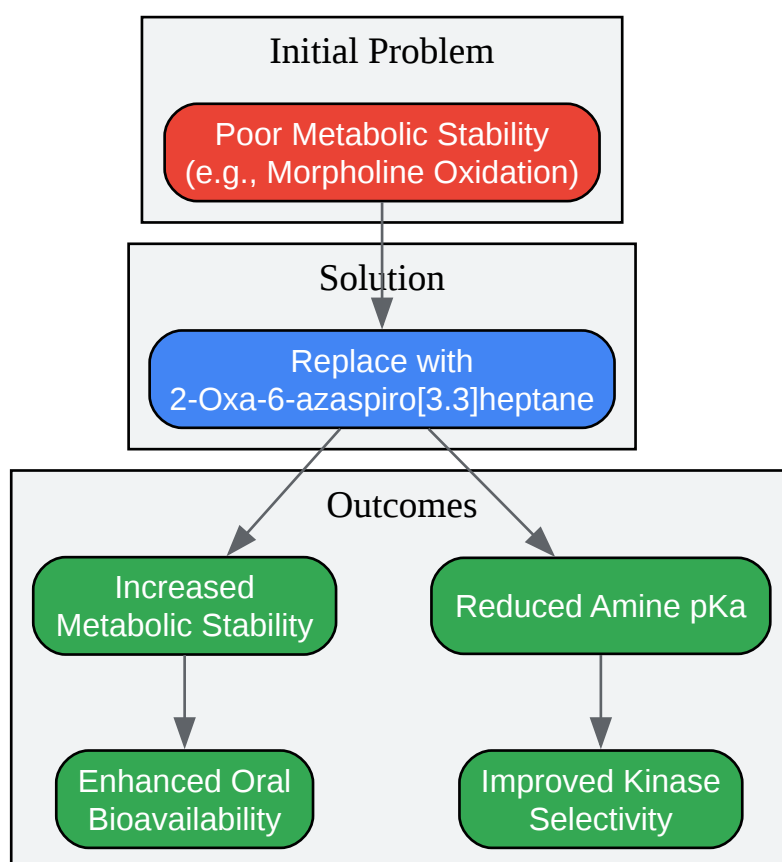 Initial Problem
Poor Metabolic Stability
(e.g., Morpholine Oxidation)
Solution
Replace with
2-Oxa-6-azaspiro[3.3]heptane
Outcomes
Increased
Metabolic Stability
Reduced Amine pKa
Enhanced Oral
Bioavailability
Improved Kinase
Selectivity